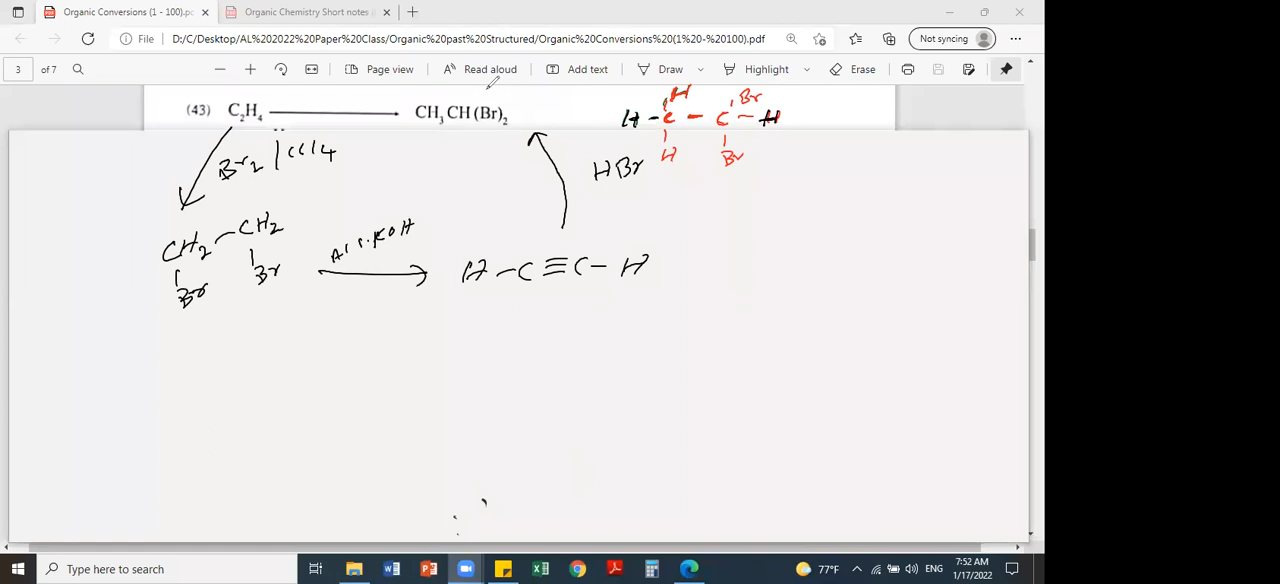 Organic Conversions (1 - 100).pd
Organic Chemistry Short notes
File D:/C/Desktop/AL%202022%20Paper%20Class/Organic%20past%20Structured/Organic%20Conversions%20(1%20-%20100).pdf Not syncing
3 of 7 Page view Read aloud Add text Draw Highlight Erase
(43) C₂H₄ CH₃CH(Br)₂
H Br
H - C - C - H
H Br
Br₂ / CCl₄
HBr
CH₂ - CH₂
Br Br
Alc. KOH
H - C ≡ C - H
Type here to search 77°F ENG 7:52 AM
1/17/2022